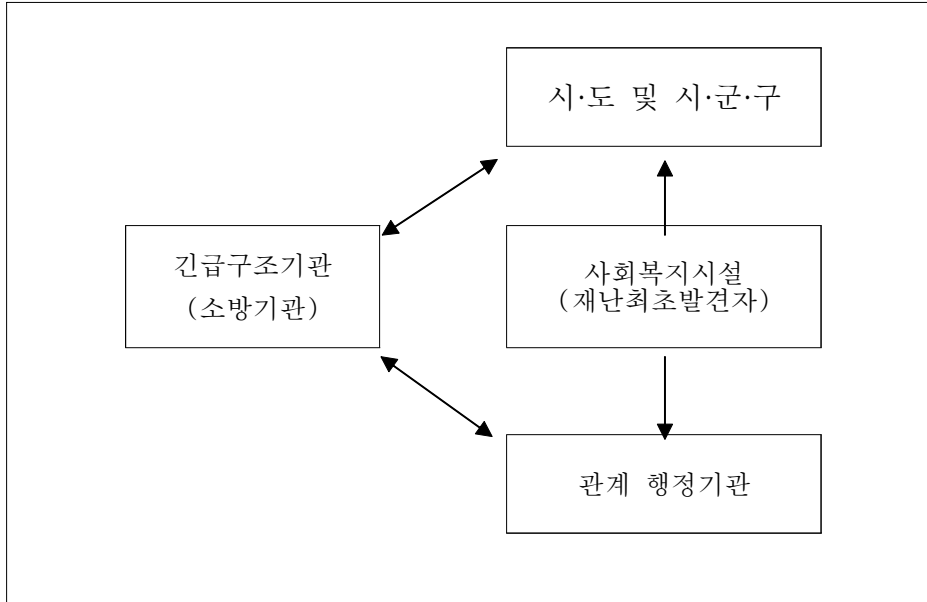 시·도 및 시·군·구
긴급구조기관
(소방기관)
사회복지시설
(재난최초발견자)
관계 행정기관